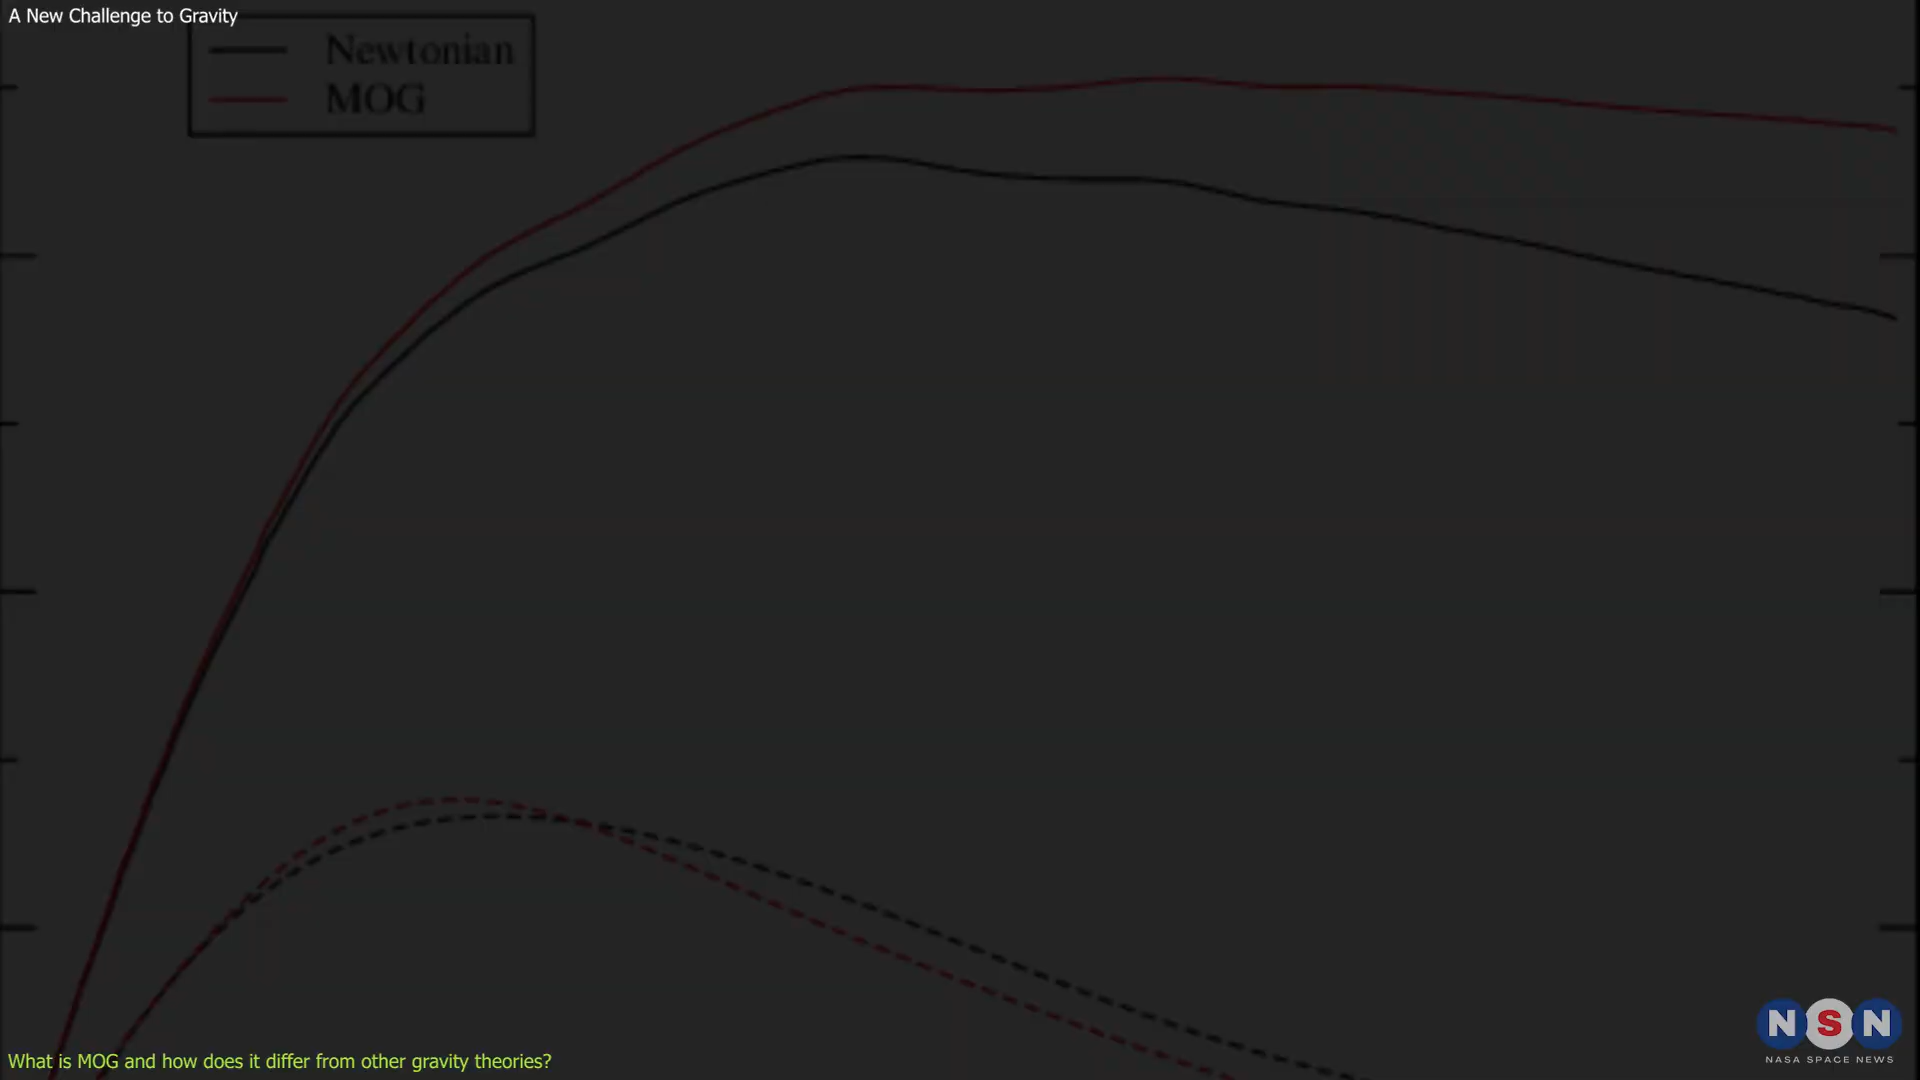 A New Challenge to Gravity
Newtonian
MOG
What is MOG and how does it differ from other gravity theories?
NSN
NASA SPACE NEWS